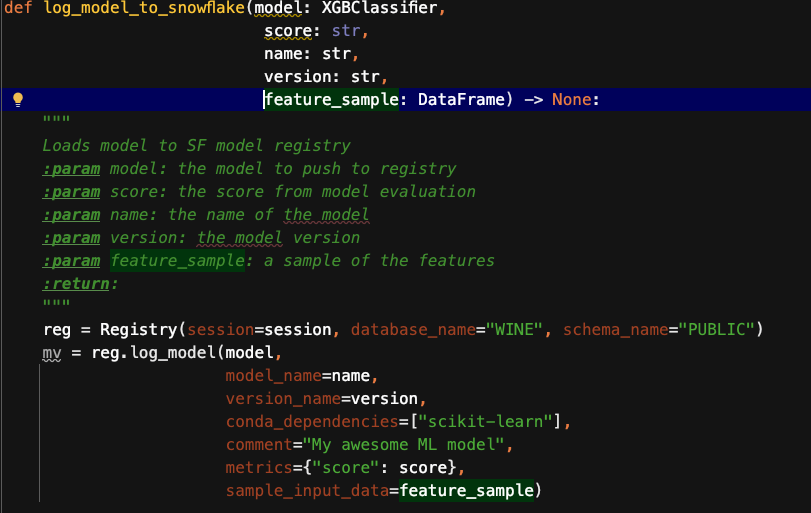 def log_model_to_snowflake(model: XGBClassifier,
                           score: str,
                           name: str,
                           version: str,
                           feature_sample: DataFrame) -> None:
    """
    Loads model to SF model registry
    :param model: the model to push to registry
    :param score: the score from model evaluation
    :param name: the name of the model
    :param version: the model version
    :param feature_sample: a sample of the features
    :return:
    """
    reg = Registry(session=session, database_name="WINE", schema_name="PUBLIC")
    mv = reg.log_model(model,
                       model_name=name,
                       version_name=version,
                       conda_dependencies=["scikit-learn"],
                       comment="My awesome ML model",
                       metrics={"score": score},
                       sample_input_data=feature_sample)